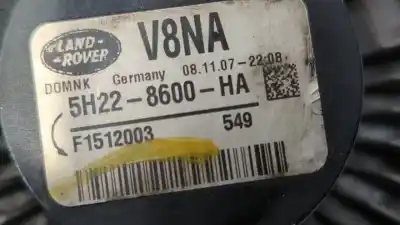 LAND-
-ROVER
V8NA
DOMNK Germany 08.11.07-22:08
5H22-8600-HA
F1512003 549